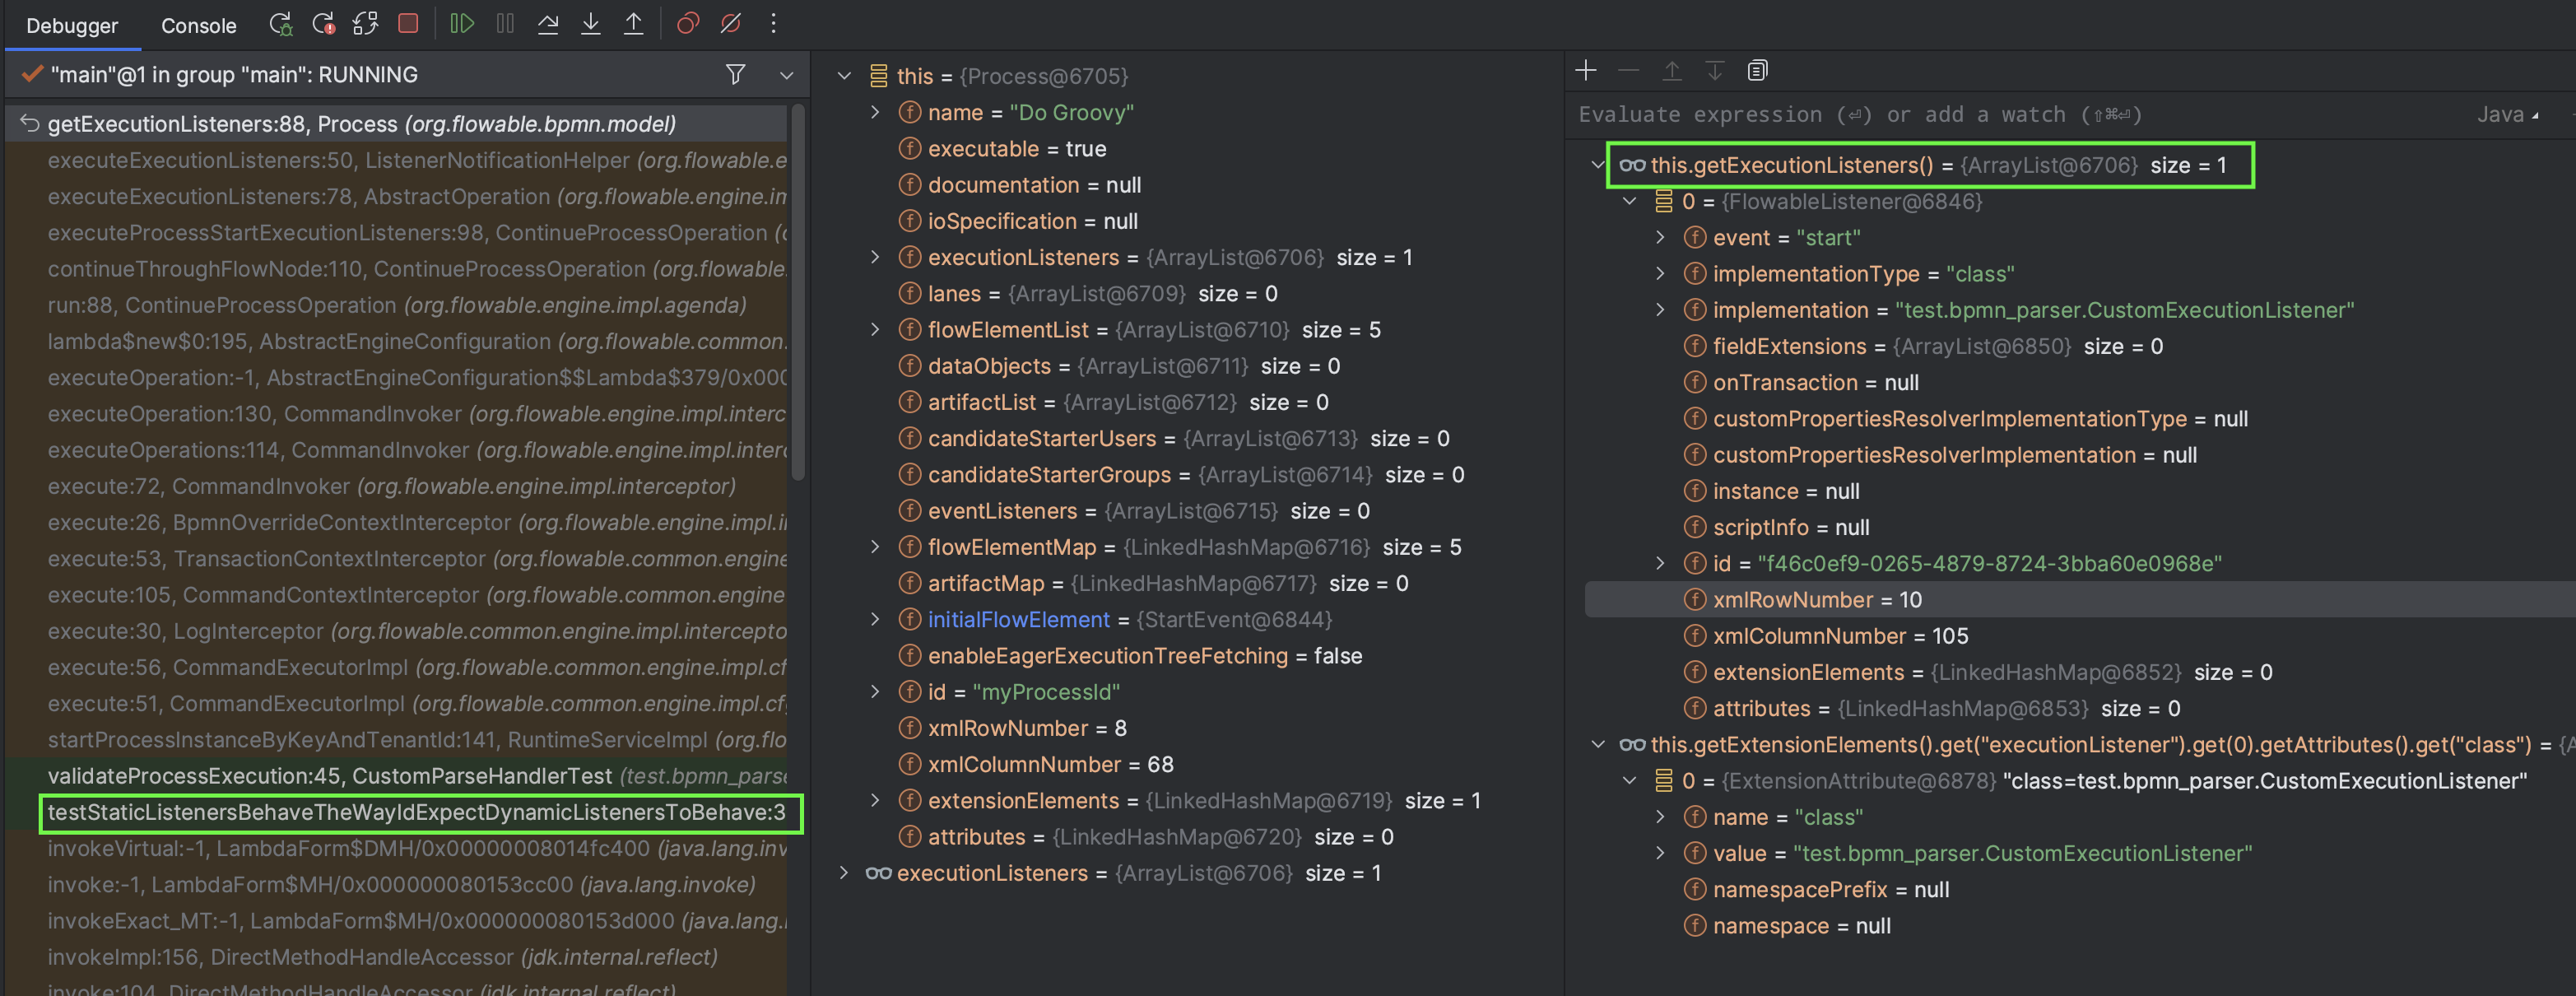 Debugger Console
"main"@1 in group "main": RUNNING
getExecutionListeners:88, Process (org.flowable.bpmn.model)
executeExecutionListeners:50, ListenerNotificationHelper (org.flowable.e
executeExecutionListeners:78, AbstractOperation (org.flowable.engine.im
executeProcessStartExecutionListeners:98, ContinueProcessOperation (o
continueThroughFlowNode:110, ContinueProcessOperation (org.flowable.
run:88, ContinueProcessOperation (org.flowable.engine.impl.agenda)
lambda$new$0:195, AbstractEngineConfiguration (org.flowable.common.
executeOperation:-1, AbstractEngineConfiguration$$Lambda$379/0x000
executeOperation:130, CommandInvoker (org.flowable.engine.impl.interc
executeOperations:114, CommandInvoker (org.flowable.engine.impl.interc
execute:72, CommandInvoker (org.flowable.engine.impl.interceptor)
execute:26, BpmnOverrideContextInterceptor (org.flowable.engine.impl.in
execute:53, TransactionContextInterceptor (org.flowable.common.engine
execute:105, CommandContextInterceptor (org.flowable.common.engine
execute:30, LogInterceptor (org.flowable.common.engine.impl.intercepto
execute:56, CommandExecutorImpl (org.flowable.common.engine.impl.cf
execute:51, CommandExecutorImpl (org.flowable.common.engine.impl.cf
startProcessInstanceByKeyAndTenantId:141, RuntimeServiceImpl (org.flo
validateProcessExecution:45, CustomParseHandlerTest (test.bpmn_parse
testStaticListenersBehaveTheWayIdExpectDynamicListenersToBehave:3
invokeVirtual:-1, LambdaForm$DMH/0x00000008014fc400 (java.lang.inv
invoke:-1, LambdaForm$MH/0x000000080153cc00 (java.lang.invoke)
invokeExact_MT:-1, LambdaForm$MH/0x000000080153d000 (java.lang.i
invokeImpl:156, DirectMethodHandleAccessor (jdk.internal.reflect)
invoke:104, DirectMethodHandleAccessor (jdk.internal.reflect)
this = {Process@6705}
name = "Do Groovy"
executable = true
documentation = null
ioSpecification = null
executionListeners = {ArrayList@6706} size = 1
lanes = {ArrayList@6709} size = 0
flowElementList = {ArrayList@6710} size = 5
dataObjects = {ArrayList@6711} size = 0
artifactList = {ArrayList@6712} size = 0
candidateStarterUsers = {ArrayList@6713} size = 0
candidateStarterGroups = {ArrayList@6714} size = 0
eventListeners = {ArrayList@6715} size = 0
flowElementMap = {LinkedHashMap@6716} size = 5
artifactMap = {LinkedHashMap@6717} size = 0
initialFlowElement = {StartEvent@6844}
enableEagerExecutionTreeFetching = false
id = "myProcessId"
xmlRowNumber = 8
xmlColumnNumber = 68
extensionElements = {LinkedHashMap@6719} size = 1
attributes = {LinkedHashMap@6720} size = 0
executionListeners = {ArrayList@6706} size = 1
Evaluate expression (⏎) or add a watch (⇧⌘⏎) Java
this.getExecutionListeners() = {ArrayList@6706} size = 1
0 = {FlowableListener@6846}
event = "start"
implementationType = "class"
implementation = "test.bpmn_parser.CustomExecutionListener"
fieldExtensions = {ArrayList@6850} size = 0
onTransaction = null
customPropertiesResolverImplementationType = null
customPropertiesResolverImplementation = null
instance = null
scriptInfo = null
id = "f46c0ef9-0265-4879-8724-3bba60e0968e"
xmlRowNumber = 10
xmlColumnNumber = 105
extensionElements = {LinkedHashMap@6852} size = 0
attributes = {LinkedHashMap@6853} size = 0
this.getExtensionElements().get("executionListener").get(0).getAttributes().get("class") = {A
0 = {ExtensionAttribute@6878} "class=test.bpmn_parser.CustomExecutionListener"
name = "class"
value = "test.bpmn_parser.CustomExecutionListener"
namespacePrefix = null
namespace = null